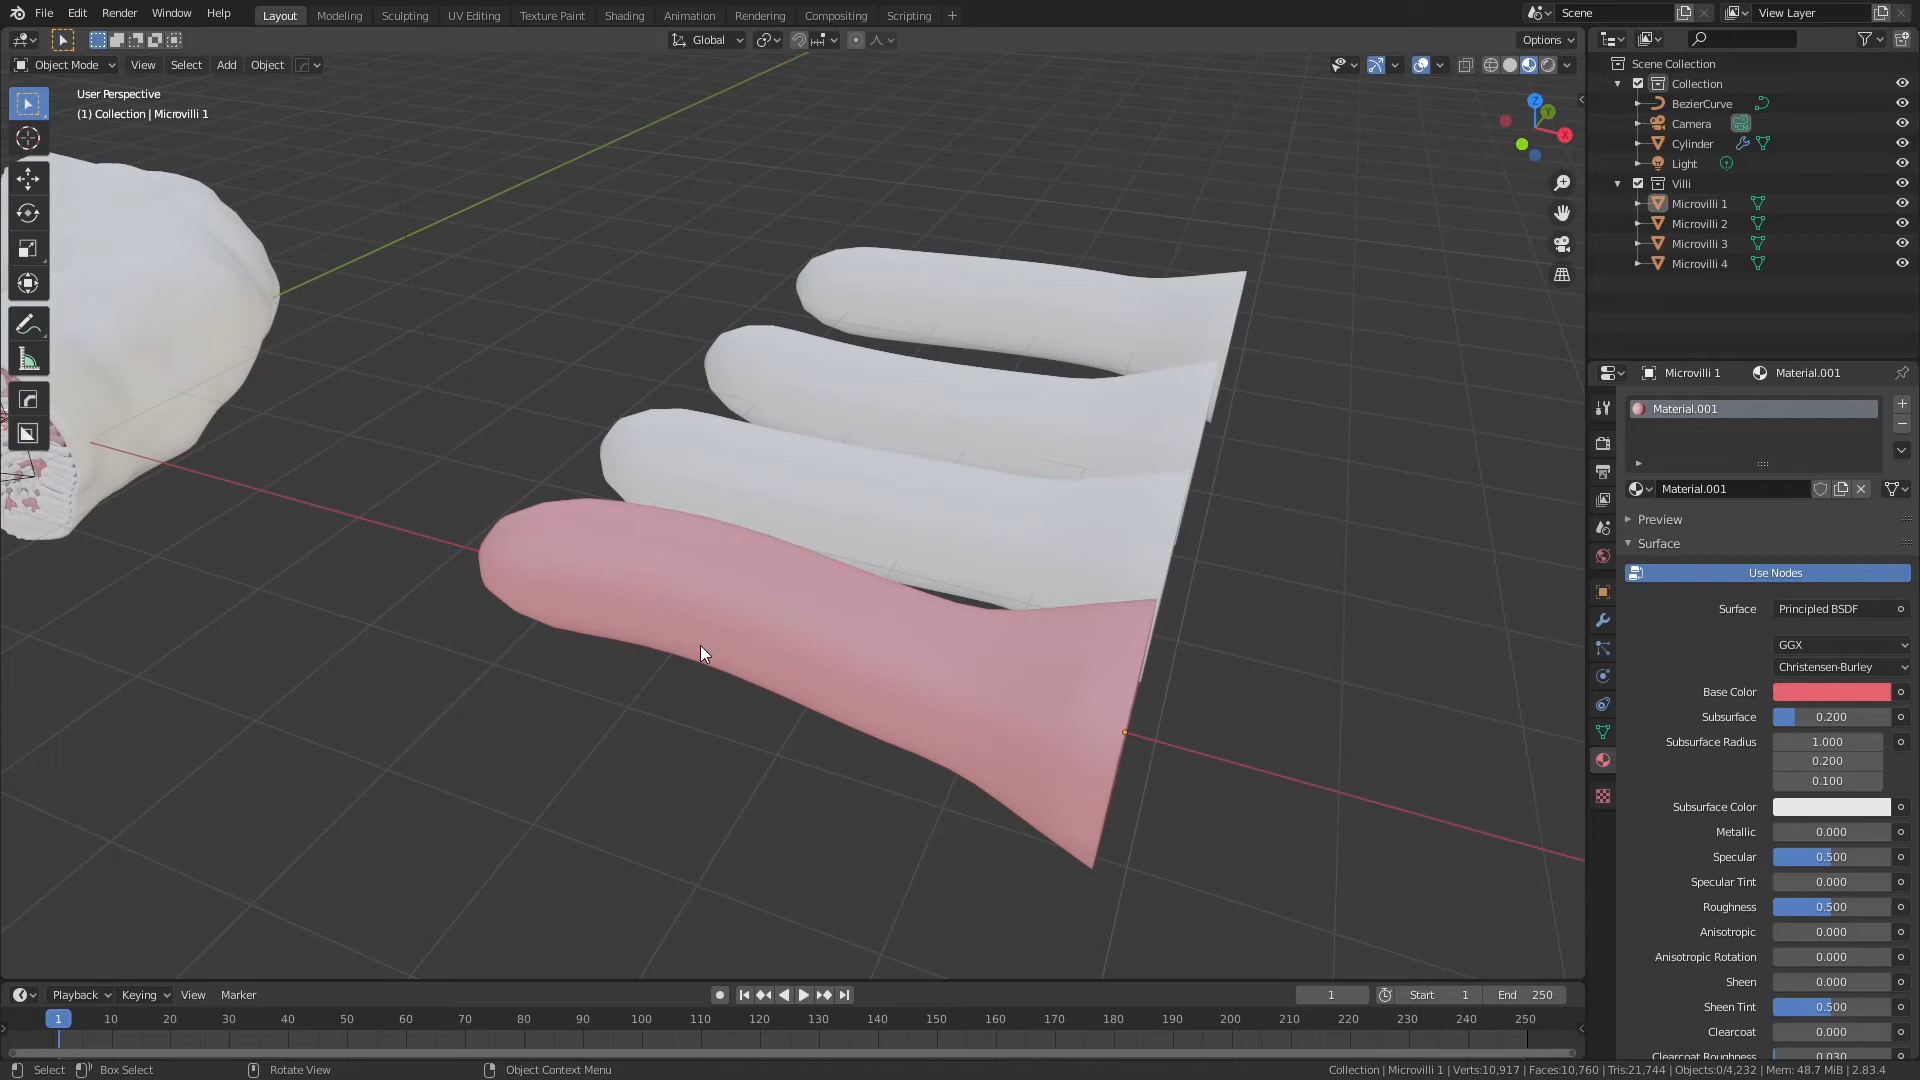 File Edit Render Window Help Layout Modeling Sculpting UV Editing Texture Paint Shading Animation Rendering Compositing Scripting + Scene View Layer
Global Options
Object Mode View Select Add Object
User Perspective
(1) Collection | Microvilli 1
Z
Y
X
Scene Collection
Collection
BezierCurve
Camera
Cylinder
Light
Villi
Microvilli 1
Microvilli 2
Microvilli 3
Microvilli 4
Microvilli 1 Material.001
Material.001
Material.001
Preview
Surface
Use Nodes
Surface Principled BSDF
GGX
Christensen-Burley
Base Color
Subsurface 0.200
Subsurface Radius 1.000
0.200
0.100
Subsurface Color
Metallic 0.000
Specular 0.500
Specular Tint 0.000
Roughness 0.500
Anisotropic 0.000
Anisotropic Rotation 0.000
Sheen 0.000
Sheen Tint 0.500
Clearcoat 0.000
Clearcoat Roughness 0.030
Playback Keying View Marker 1 Start 1 End 250
1 10 20 30 40 50 60 70 80 90 100 110 120 130 140 150 160 170 180 190 200 210 220 230 240 250
Select Box Select Rotate View Object Context Menu Collection | Microvilli 1 | Verts:10,917 | Faces:10,760 | Tris:21,744 | Objects:0/4,232 | Mem: 48.7 MiB | 2.83.4